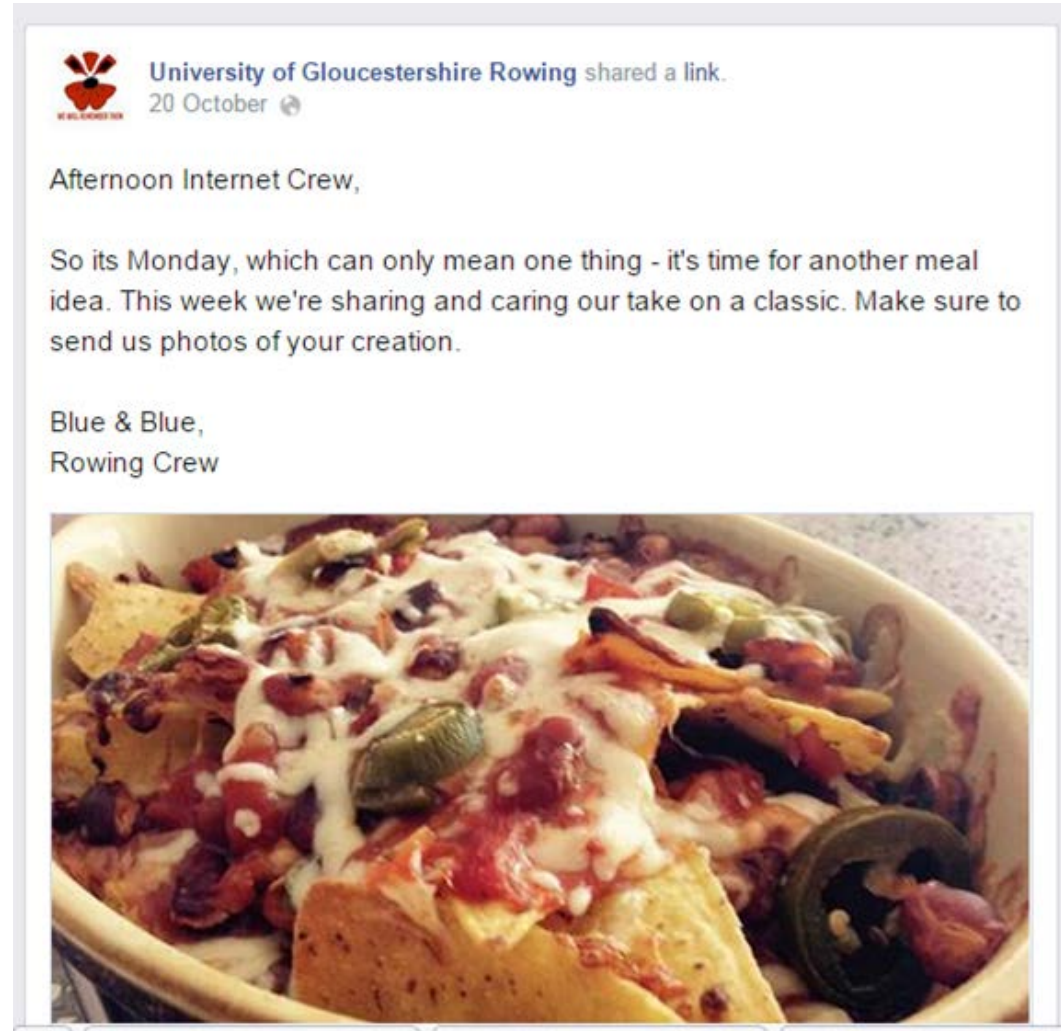 University of Gloucestershire Rowing shared a link.
20 October
Afternoon Internet Crew,
So its Monday, which can only mean one thing - it's time for another meal
idea. This week we're sharing and caring our take on a classic. Make sure to
send us photos of your creation.
Blue & Blue,
Rowing Crew